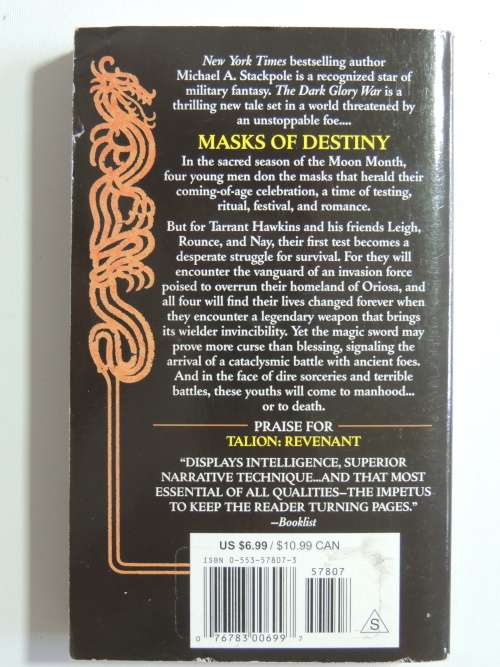 New York Times bestselling author
Michael A. Stackpole is a recognized star of
military fantasy. The Dark Glory War is a
thrilling new tale set in a world threatened by
an unstoppable foe....
MASKS OF DESTINY
In the sacred season of the Moon Month,
four young men don the masks that herald their
coming-of-age celebration, a time of testing,
ritual, festival, and romance.
But for Tarrant Hawkins and his friends Leigh,
Rounce, and Nay, their first test becomes a
desperate struggle for survival. For they will
encounter the vanguard of an invasion force
poised to overrun their homeland of Oriosa, and
all four will find their lives changed forever when
they encounter a legendary weapon that brings
its wielder invincibility. Yet the magic sword may
prove more curse than blessing, signaling the
arrival of a cataclysmic battle with ancient foes.
And in the face of dire sorceries and terrible
battles, these youths will come to manhood...
or to death.
PRAISE FOR
TALION: REVENANT
“DISPLAYS INTELLIGENCE, SUPERIOR
NARRATIVE TECHNIQUE...AND THAT MOST
ESSENTIAL OF ALL QUALITIES—THE IMPETUS
TO KEEP THE READER TURNING PAGES.”
—Booklist
US $6.99 / $10.99 CAN
ISBN 0-553-57807-3
57807
0 76783 00699 7
S